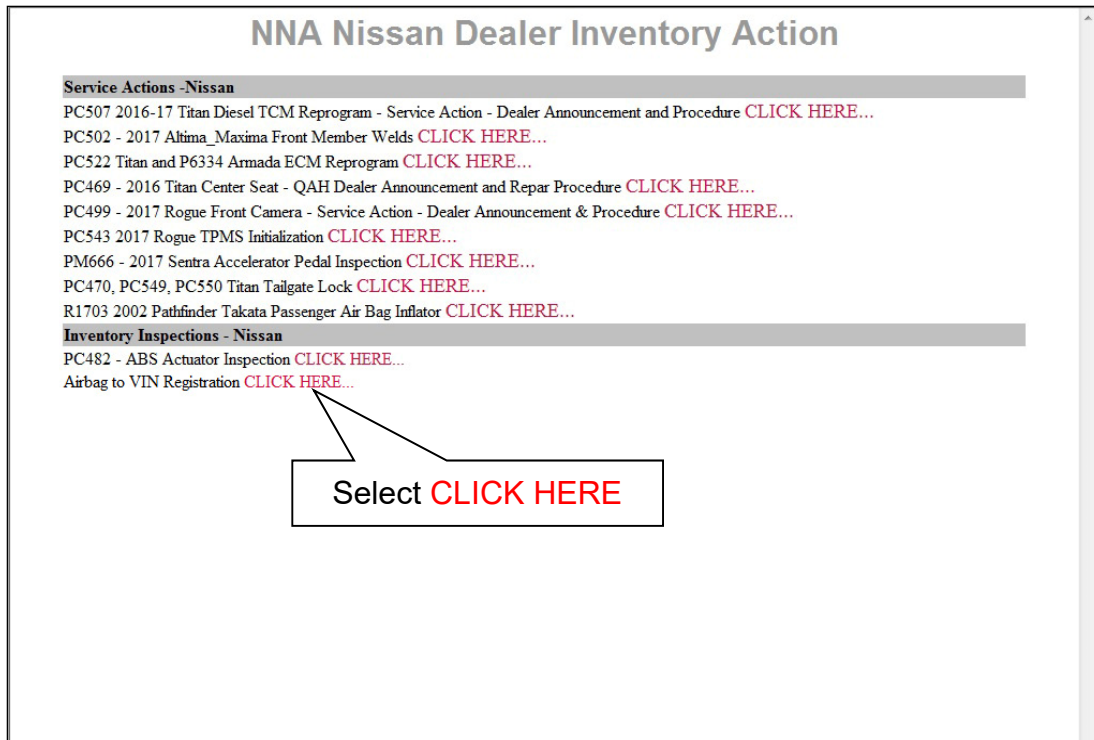 NNA Nissan Dealer Inventory Action
Service Actions -Nissan
PC507 2016-17 Titan Diesel TCM Reprogram - Service Action - Dealer Announcement and Procedure CLICK HERE...
PC502 - 2017 Altima_Maxima Front Member Welds CLICK HERE...
PC522 Titan and P6334 Armada ECM Reprogram CLICK HERE...
PC469 - 2016 Titan Center Seat - QAH Dealer Announcement and Repar Procedure CLICK HERE...
PC499 - 2017 Rogue Front Camera - Service Action - Dealer Announcement & Procedure CLICK HERE...
PC543 2017 Rogue TPMS Initialization CLICK HERE...
PM666 - 2017 Sentra Accelerator Pedal Inspection CLICK HERE...
PC470, PC549, PC550 Titan Tailgate Lock CLICK HERE...
R1703 2002 Pathfinder Takata Passenger Air Bag Inflator CLICK HERE...
Inventory Inspections - Nissan
PC482 - ABS Actuator Inspection CLICK HERE...
Airbag to VIN Registration CLICK HERE...
Select CLICK HERE